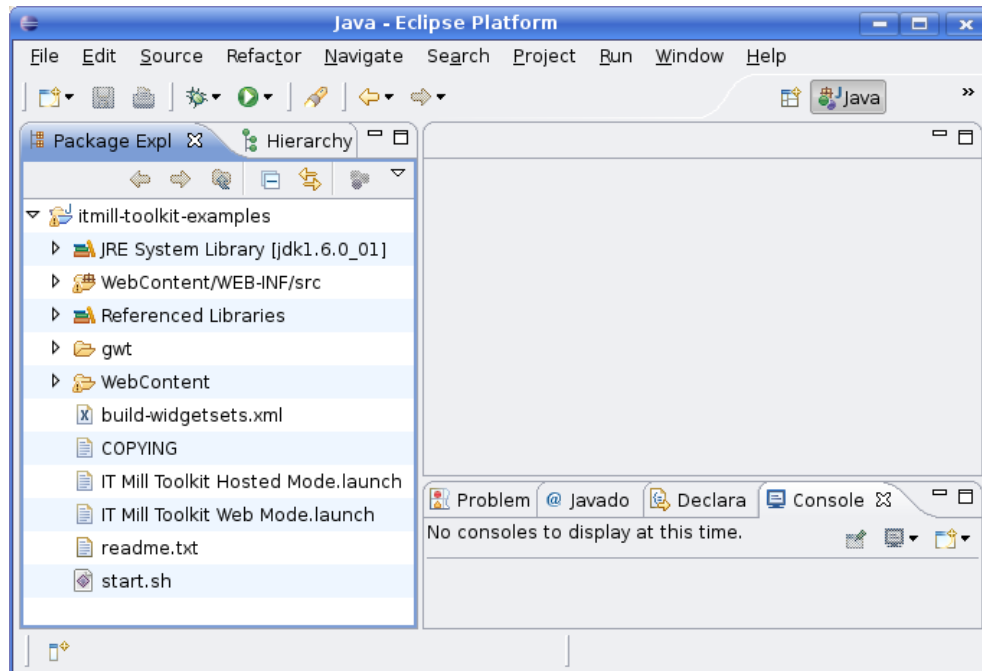 Java - Eclipse Platform
File Edit Source Refactor Navigate Search Project Run Window Help
Java »
Package Expl Hierarchy
itmill-toolkit-examples
JRE System Library [jdk1.6.0_01]
WebContent/WEB-INF/src
Referenced Libraries
gwt
WebContent
build-widgetsets.xml
COPYING
IT Mill Toolkit Hosted Mode.launch
IT Mill Toolkit Web Mode.launch
readme.txt
start.sh
Problem @ Javado Declara Console
No consoles to display at this time.